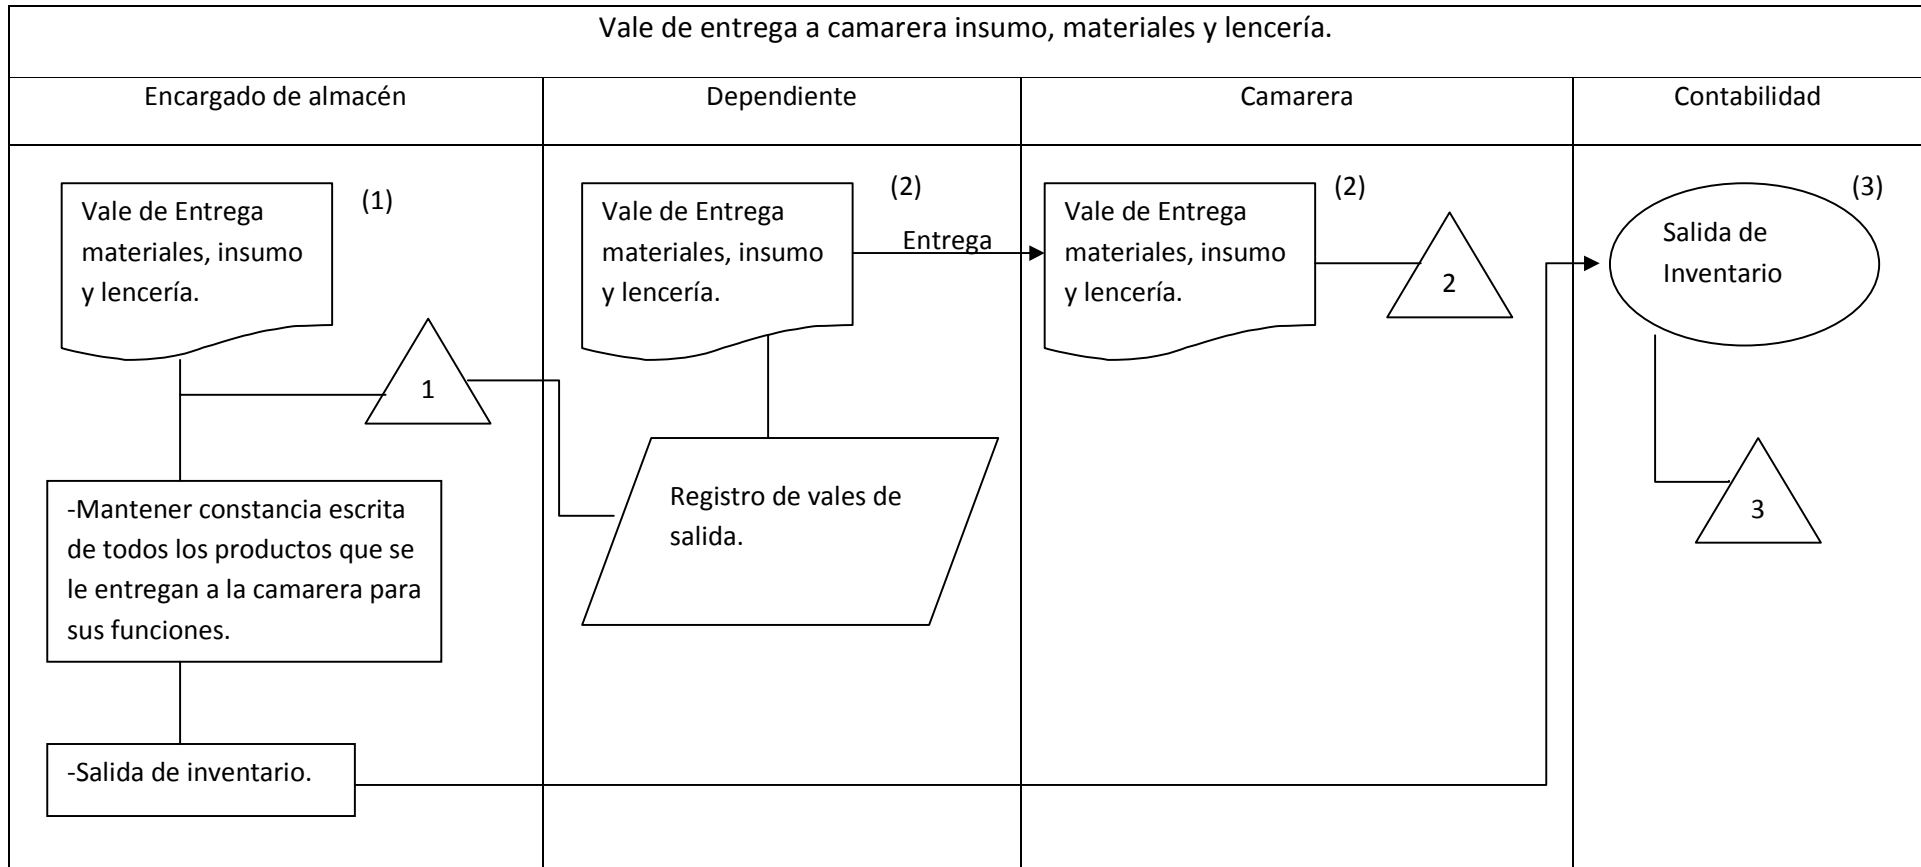 Vale de entrega a camarera insumo, materiales y lencería.
Encargado de almacén
Dependiente
Camarera
Contabilidad
Vale de Entrega
materiales, insumo
y lencería.
(1)
1
-Mantener constancia escrita
de todos los productos que se
le entregan a la camarera para
sus funciones.
-Salida de inventario.
Vale de Entrega
materiales, insumo
y lencería.
(2)
Entrega
Registro de vales de
salida.
Vale de Entrega
materiales, insumo
y lencería.
(2)
2
(3)
Salida de
Inventario
3